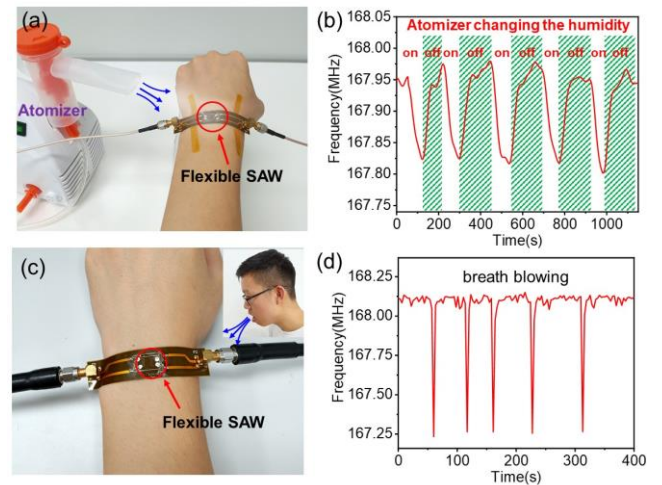 (a)
Atomizer
Flexible SAW
(b)
Atomizer changing the humidity
on off on off on off on off on off
Frequency(MHz)
168.05
168.00
167.95
167.90
167.85
167.80
167.75
0 200 400 600 800 1000
Time(s)
(c)
Flexible SAW
(d)
breath blowing
Frequency(MHz)
168.25
168.00
167.75
167.50
167.25
0 100 200 300 400
Time(s)